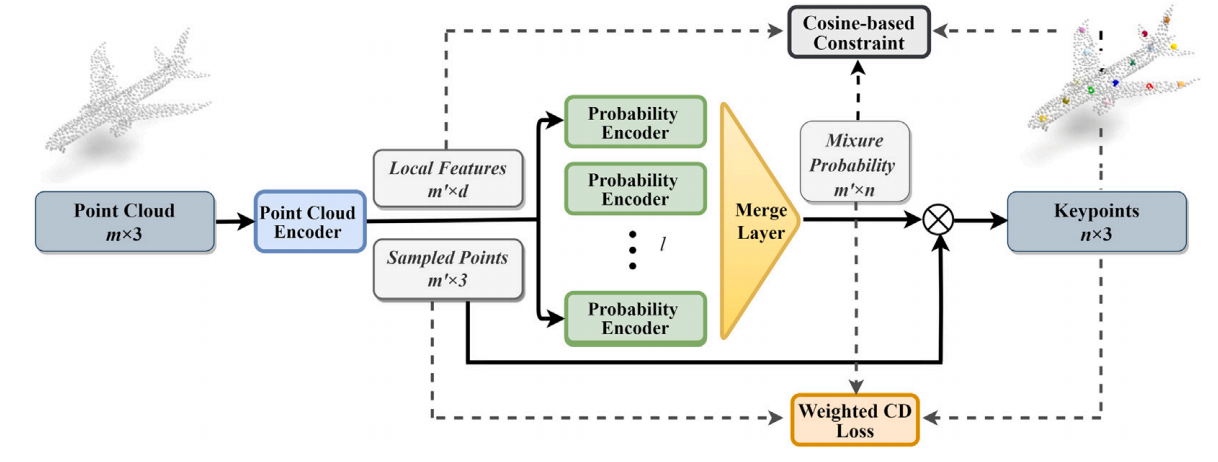 Cosine-based
Constraint
Probability
Encoder
Local Features
m'×d
Mixure
Probability
m'×n
Probability
Encoder
Point Cloud
m×3
Point Cloud
Encoder
Merge
Layer
Keypoints
n×3
l
Sampled Points
m'×3
Probability
Encoder
Weighted CD
Loss